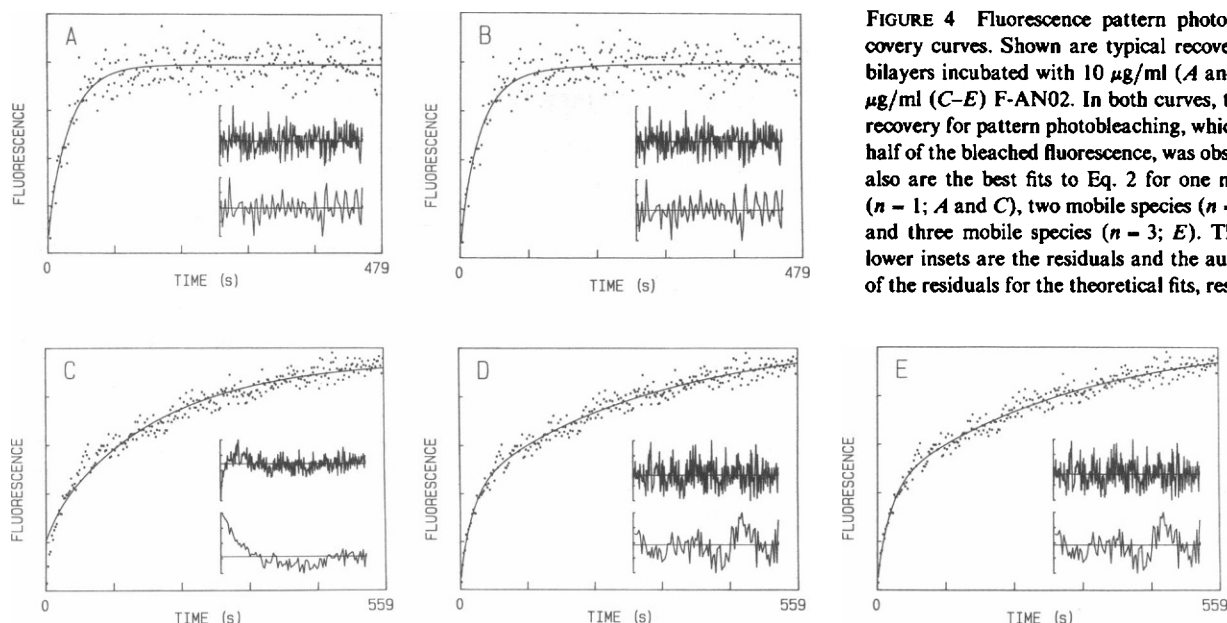 A
FLUORESCENCE
0
479
TIME (s)
B
FLUORESCENCE
0
479
TIME (s)
FIGURE 4 Fluorescence pattern photo
covery curves. Shown are typical recove
bilayers incubated with 10 µg/ml (A an
µg/ml (C–E) F-AN02. In both curves, t
recovery for pattern photobleaching, whic
half of the bleached fluorescence, was obs
also are the best fits to Eq. 2 for one n
(n = 1; A and C), two mobile species (n =
and three mobile species (n = 3; E). Th
lower insets are the residuals and the au
of the residuals for the theoretical fits, res
C
FLUORESCENCE
0
559
TIME (s)
D
FLUORESCENCE
0
559
TIME (s)
E
FLUORESCENCE
0
559
TIME (s)